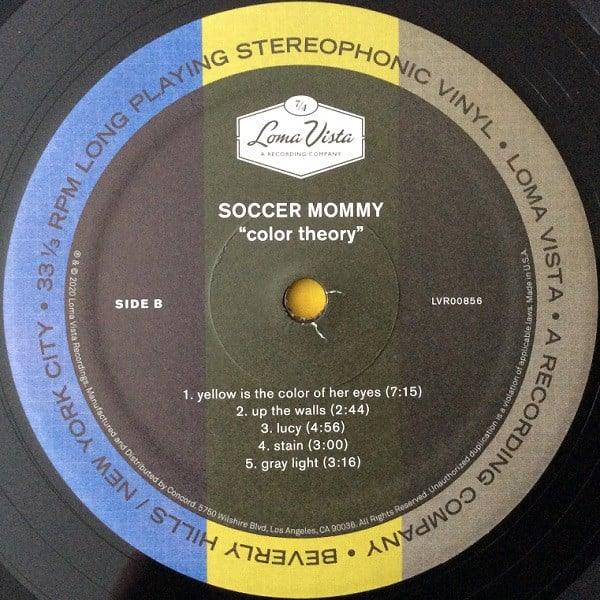 33 ⅓ RPM LONG PLAYING STEREOPHONIC VINYL • LOMA VISTA • A RECORDING COMPANY • BEVERLY HILLS / NEW YORK CITY •
7/4
Loma Vista
A RECORDING COMPANY
SOCCER MOMMY
“color theory”
SIDE B
LVR00856
1. yellow is the color of her eyes (7:15)
2. up the walls (2:44)
3. lucy (4:56)
4. stain (3:00)
5. gray light (3:16)
℗ & © 2020 Loma Vista Recordings. Manufactured and Distributed by Concord. 5750 Wilshire Blvd, Los Angeles, CA 90036. All Rights Reserved. Unauthorized duplication is a violation of applicable laws. Made in U.S.A.